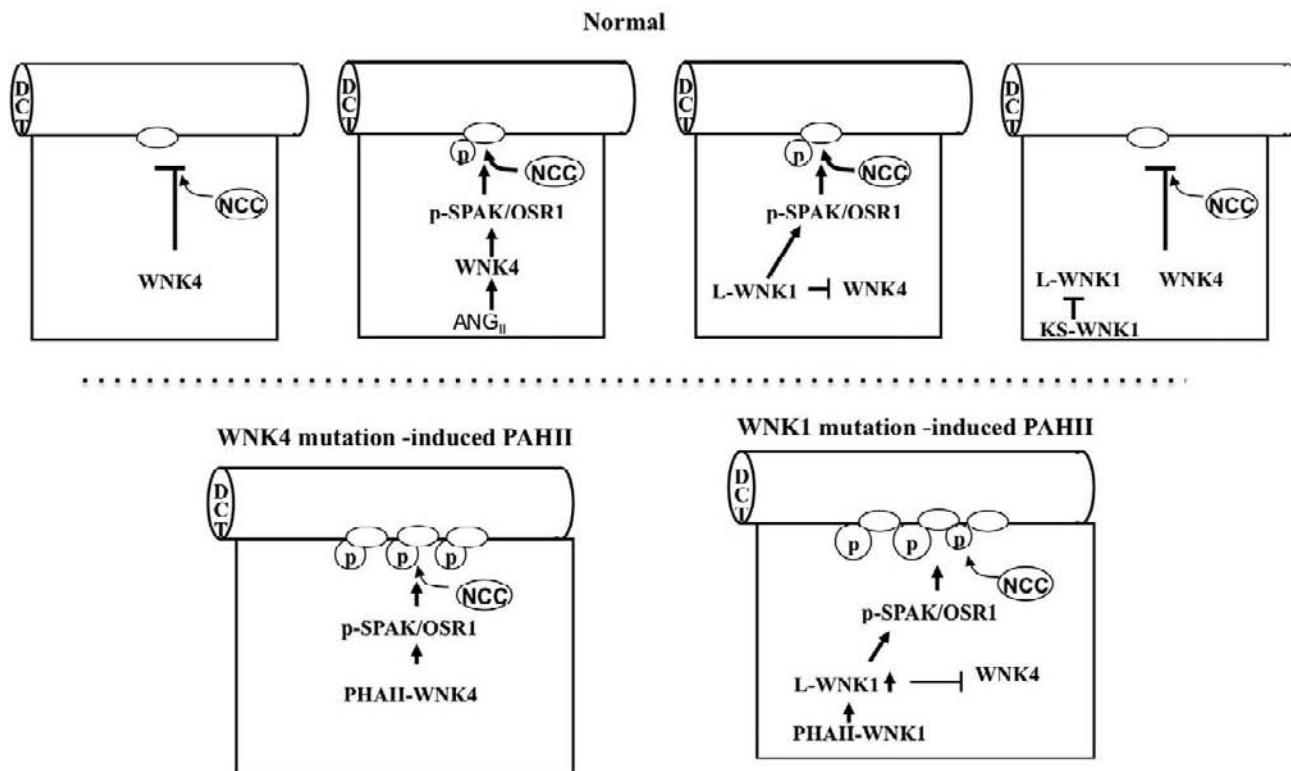 Normal
DCT
NCC
WNK4
DCT
p
NCC
p-SPAK/OSR1
WNK4
ANGII
DCT
p
NCC
p-SPAK/OSR1
L-WNK1
WNK4
DCT
NCC
L-WNK1
WNK4
KS-WNK1
WNK4 mutation -induced PAHII
DCT
p
p
p
NCC
p-SPAK/OSR1
PHAII-WNK4
WNK1 mutation -induced PAHII
DCT
p
p
p
NCC
p-SPAK/OSR1
L-WNK1
WNK4
PHAII-WNK1